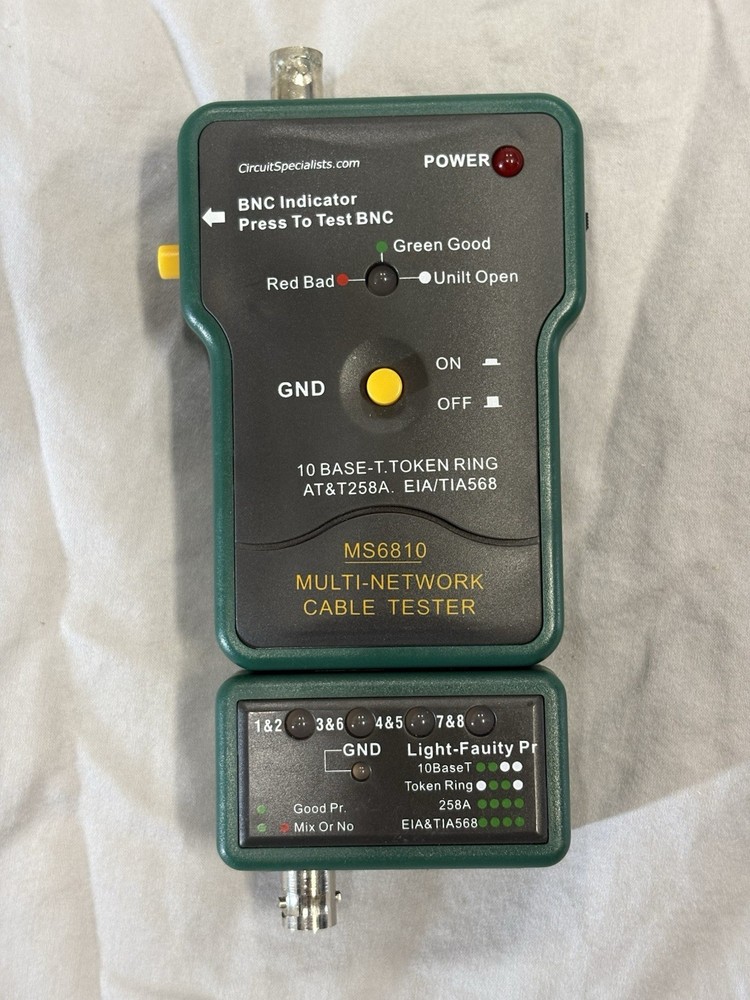 CircuitSpecialists.com
POWER
BNC Indicator
Press To Test BNC
Green Good
Red Bad
Unilt Open
GND
ON
OFF
10 BASE-T.TOKEN RING
AT&T258A. EIA/TIA568
MS6810
MULTI-NETWORK
CABLE TESTER
1&2 3&6 4&5 7&8
GND
Light-Fauity Pr
10BaseT
Token Ring
258A
EIA&TIA568
Good Pr.
Mix Or No